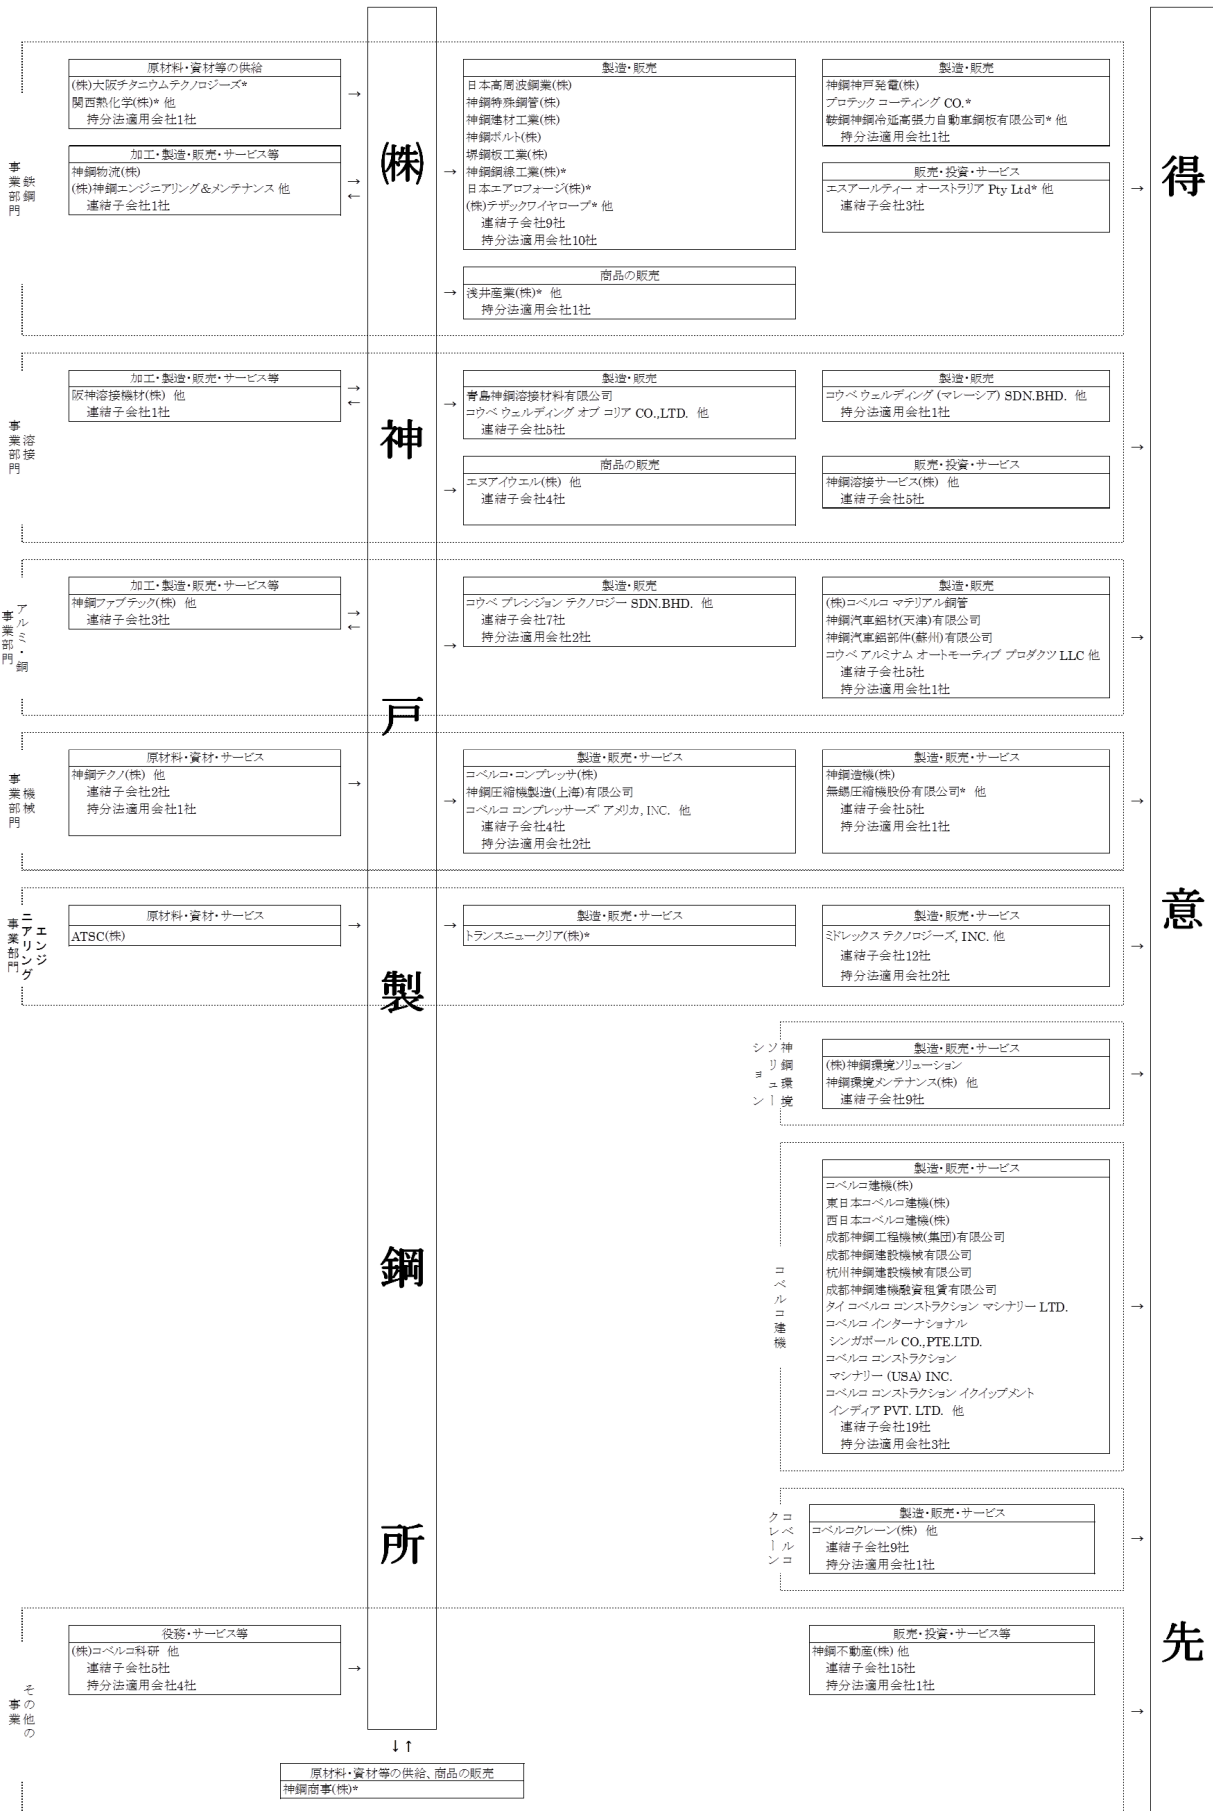 (株)神戸製鋼所
得意先
鉄鋼事業部門
原材料・資材等の供給
(株)大阪チタニウムテクノロジーズ*
関西熱化学(株)* 他
持分法適用会社1社
→
加工・製造・販売・サービス等
神鋼物流(株)
(株)神鋼エンジニアリング&メンテナンス 他
連結子会社1社
→
←
→
製造・販売
日本高周波鋼業(株)
神鋼特殊鋼管(株)
神鋼建材工業(株)
神鋼ボルト(株)
堺鋼板工業(株)
神鋼鋼線工業(株)*
日本エアロフォージ(株)*
(株)テザックワイヤロープ* 他
連結子会社9社
持分法適用会社10社
→
商品の販売
浅井産業(株)* 他
持分法適用会社1社
製造・販売
神鋼神戸発電(株)
プロテック コーティング CO.*
鞍鋼神鋼冷延高張力自動車鋼板有限公司* 他
持分法適用会社1社
販売・投資・サービス
エスアールティー オーストラリア Pty Ltd* 他
連結子会社3社
→
溶接事業部門
加工・製造・販売・サービス等
阪神溶接機材(株) 他
連結子会社1社
→
←
→
製造・販売
青島神鋼溶接材料有限公司
コウベ ウェルディング オブ コリア CO.,LTD. 他
連結子会社5社
→
商品の販売
エヌアイウエル(株) 他
連結子会社4社
製造・販売
コウベ ウェルディング (マレーシア) SDN.BHD. 他
持分法適用会社1社
販売・投資・サービス
神鋼溶接サービス(株) 他
連結子会社5社
→
アルミ・銅事業部門
加工・製造・販売・サービス等
神鋼ファブテック(株) 他
連結子会社3社
→
←
→
製造・販売
コウベ プレシジョン テクノロジー SDN.BHD. 他
連結子会社7社
持分法適用会社2社
製造・販売
(株)コベルコ マテリアル銅管
神鋼汽車鋁材(天津)有限公司
神鋼汽車鋁部件(蘇州)有限公司
コウベ アルミナム オートモーティブ プロダクツ LLC 他
連結子会社5社
持分法適用会社1社
→
機械事業部門
原材料・資材・サービス
神鋼テクノ(株) 他
連結子会社2社
持分法適用会社1社
→
→
製造・販売・サービス
コベルコ・コンプレッサ(株)
神鋼圧縮機製造(上海)有限公司
コベルコ コンプレッサーズ アメリカ, INC. 他
連結子会社4社
持分法適用会社2社
製造・販売・サービス
神鋼造機(株)
無錫圧縮機股份有限公司* 他
連結子会社5社
持分法適用会社1社
→
エンジニアリング事業部門
原材料・資材・サービス
ATSC(株)
→
→
製造・販売・サービス
トランスニュークリア(株)*
製造・販売・サービス
ミドレックス テクノロジーズ, INC. 他
連結子会社12社
持分法適用会社2社
→
神鋼環境ソリューション
製造・販売・サービス
(株)神鋼環境ソリューション
神鋼環境メンテナンス(株) 他
連結子会社9社
→
コベルコ建機
製造・販売・サービス
コベルコ建機(株)
東日本コベルコ建機(株)
西日本コベルコ建機(株)
成都神鋼工程機械(集団)有限公司
成都神鋼建設機械有限公司
杭州神鋼建設機械有限公司
成都神鋼建機融資租賃有限公司
タイ コベルコ コンストラクション マシナリー LTD.
コベルコ インターナショナル
シンガポール CO.,PTE.LTD.
コベルコ コンストラクション
マシナリー (USA) INC.
コベルコ コンストラクション イクイップメント
インディア PVT. LTD. 他
連結子会社19社
持分法適用会社3社
→
コベルコクレーン
製造・販売・サービス
コベルコクレーン(株) 他
連結子会社9社
持分法適用会社1社
→
その他の事業
役務・サービス等
(株)コベルコ科研 他
連結子会社5社
持分法適用会社4社
→
販売・投資・サービス等
神鋼不動産(株) 他
連結子会社15社
持分法適用会社1社
→
↓↑
原材料・資材等の供給、商品の販売
神鋼商事(株)*